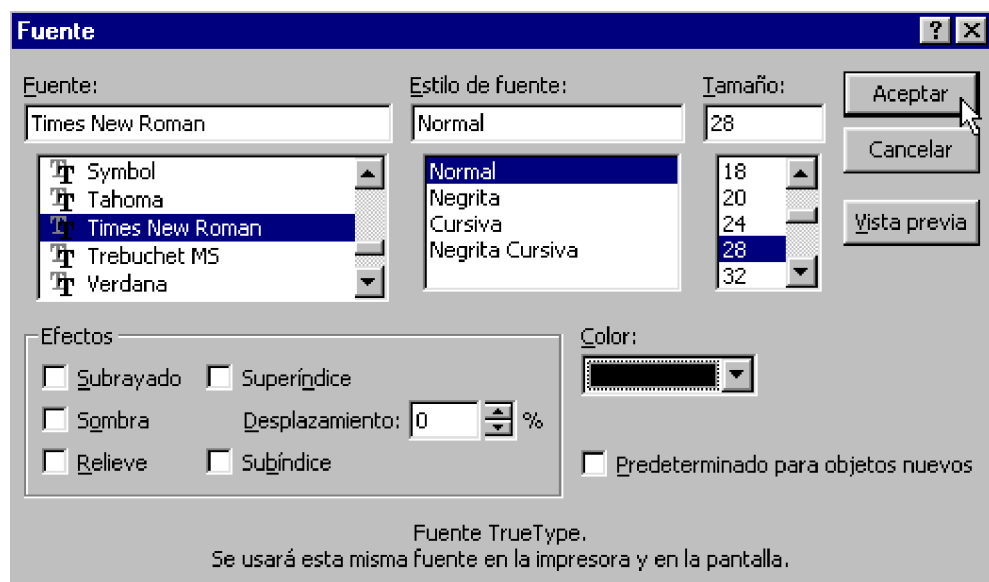 Fuente
Fuente:
Estilo de fuente:
Tamaño:
Times New Roman
Normal
28
Aceptar
Cancelar
Vista previa
Symbol
Tahoma
Times New Roman
Trebuchet MS
Verdana
Normal
Negrita
Cursiva
Negrita Cursiva
18
20
24
28
32
Efectos
Subrayado
Superíndice
Sombra
Desplazamiento: 0 %
Relieve
Subíndice
Color:
Predeterminado para objetos nuevos
Fuente TrueType.
Se usará esta misma fuente en la impresora y en la pantalla.